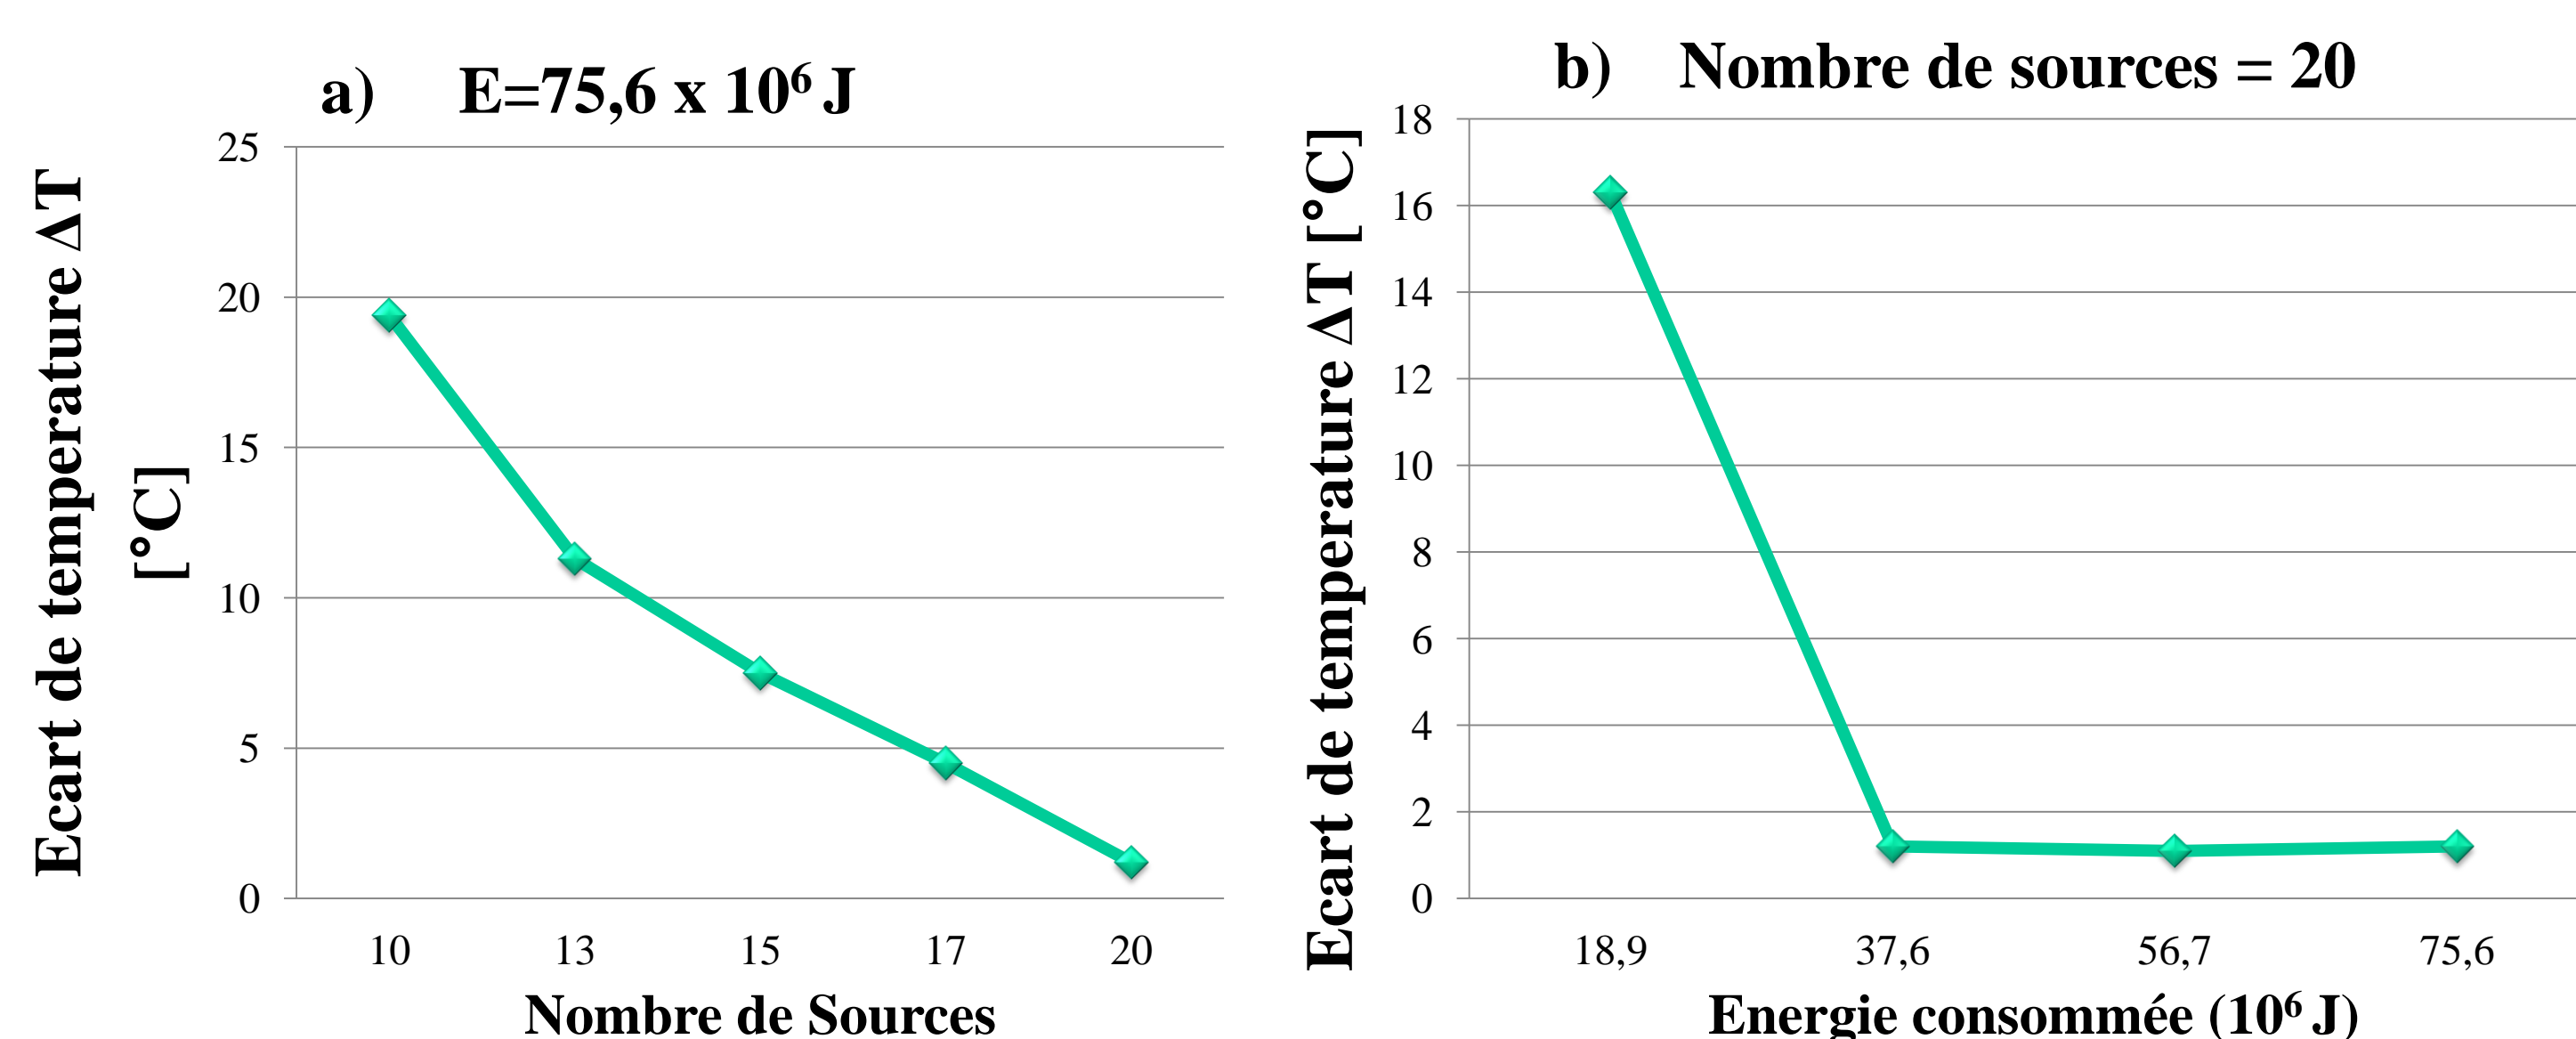 a) E=75,6 x 10⁶ J
Ecart de temperature ΔT
[°C]
25
20
15
10
5
0
10 13 15 17 20
Nombre de Sources
b) Nombre de sources = 20
Ecart de temperature ΔT [°C]
18
16
14
12
10
8
6
4
2
0
18,9 37,6 56,7 75,6
Energie consommée (10⁶ J)